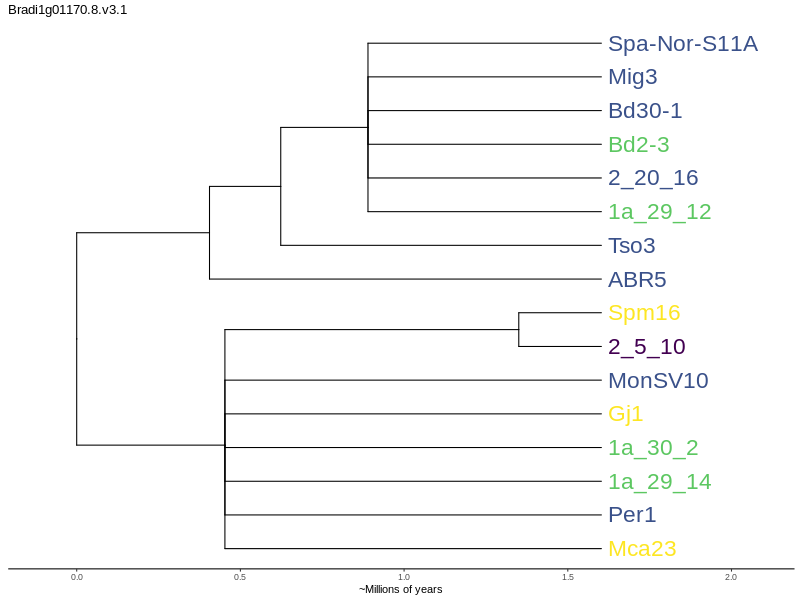 Bradi1g01170.8.v3.1
Spa-Nor-S11A
Mig3
Bd30-1
Bd2-3
2_20_16
1a_29_12
Tso3
ABR5
Spm16
2_5_10
MonSV10
Gj1
1a_30_2
1a_29_14
Per1
Mca23
0.0 0.5 1.0 1.5 2.0
~Millions of years